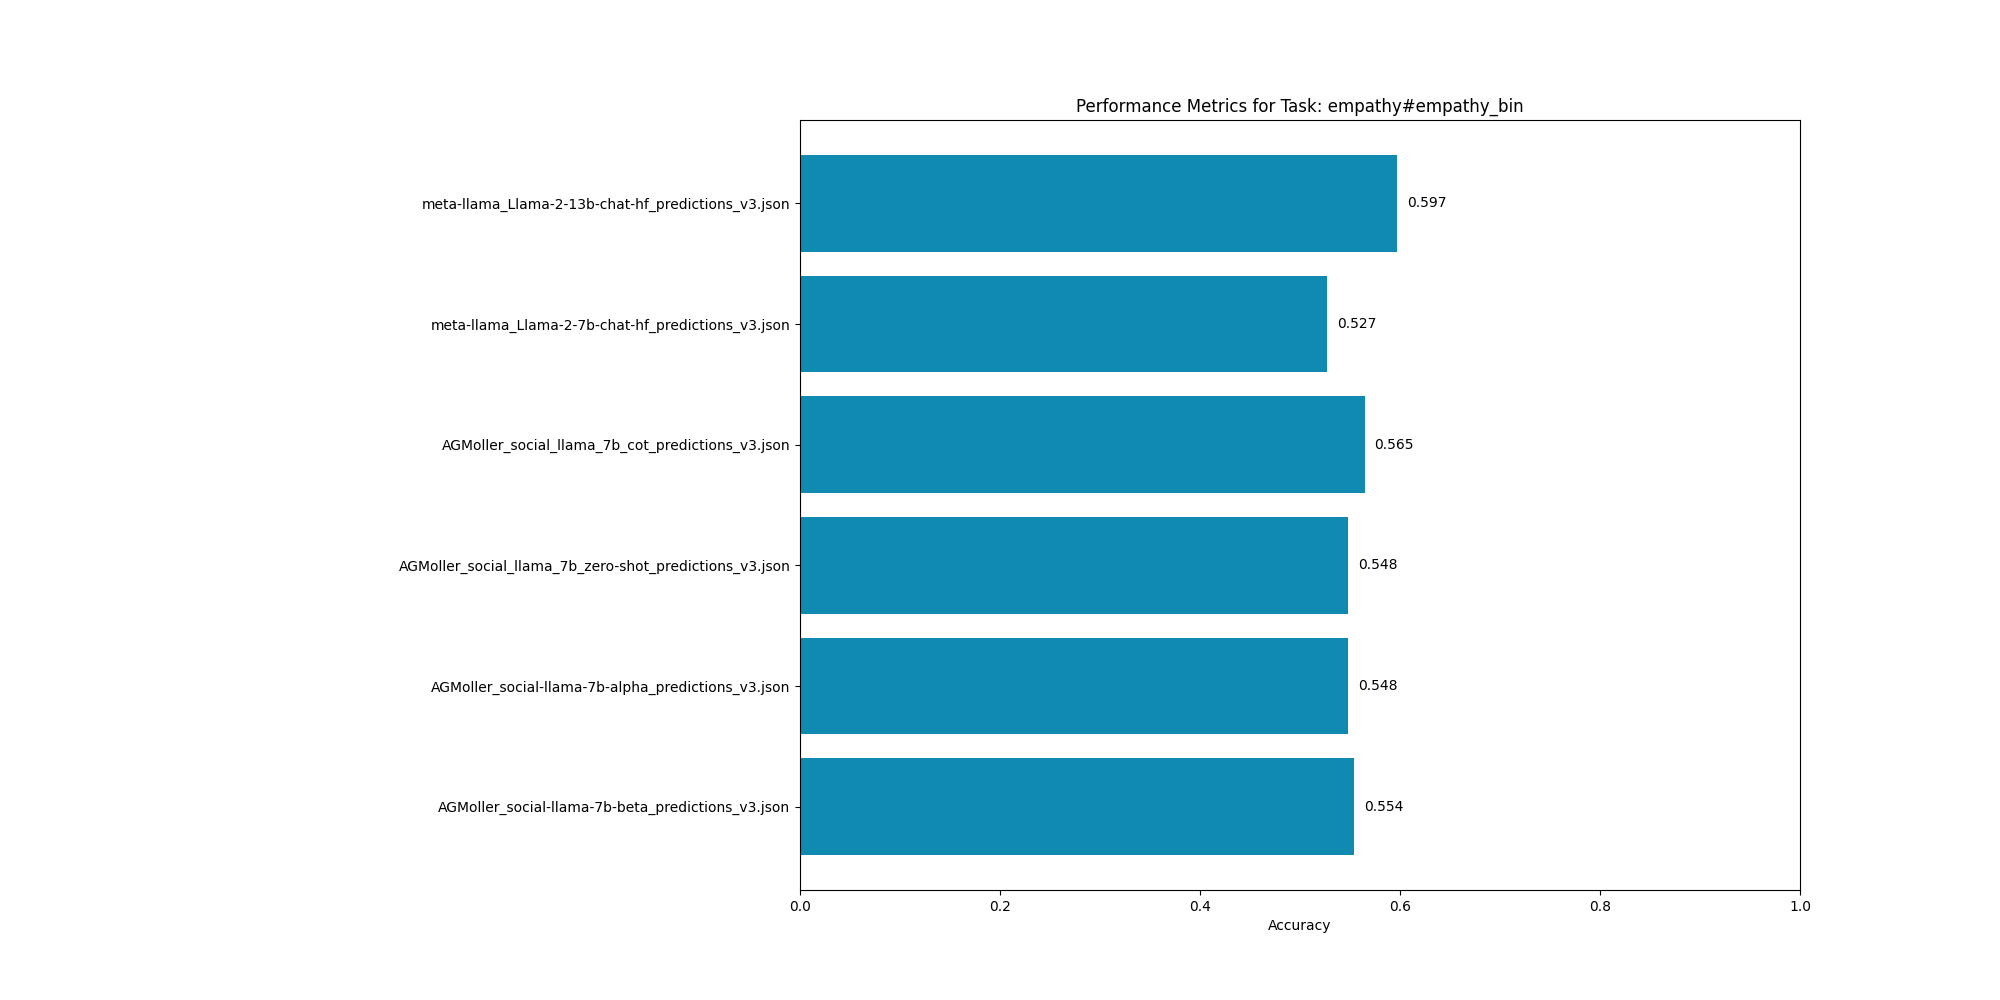 Performance Metrics for Task: empathy#empathy_bin
meta-llama_Llama-2-13b-chat-hf_predictions_v3.json
0.597
meta-llama_Llama-2-7b-chat-hf_predictions_v3.json
0.527
AGMoller_social_llama_7b_cot_predictions_v3.json
0.565
AGMoller_social_llama_7b_zero-shot_predictions_v3.json
0.548
AGMoller_social-llama-7b-alpha_predictions_v3.json
0.548
AGMoller_social-llama-7b-beta_predictions_v3.json
0.554
0.0 0.2 0.4 0.6 0.8 1.0
Accuracy